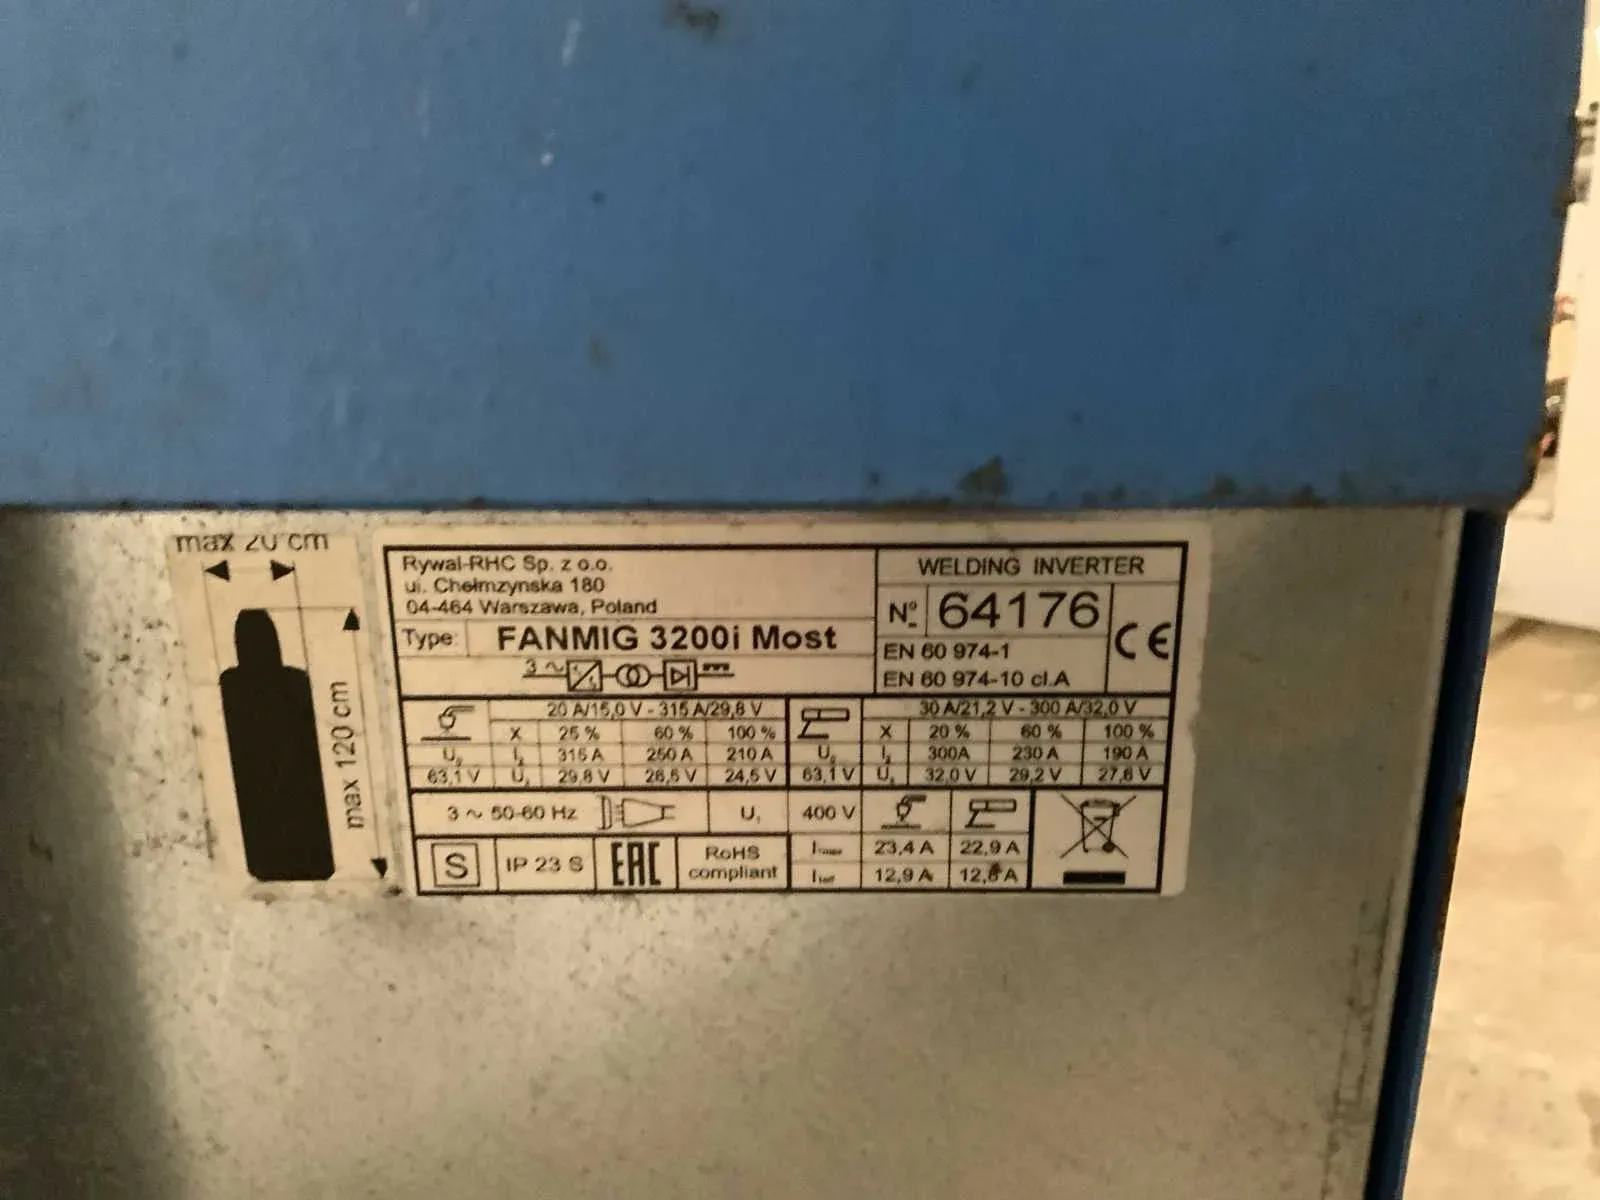 max 20 cm
max 120 cm
Rywal-RHC Sp. z o.o.
ul. Chełmżyńska 180
04-464 Warszawa, Poland
Type: FANMIG 3200i Most
3 ~
WELDING INVERTER
Nº 64176
EN 60 974-1
EN 60 974-10 cl.A
CE
20 A/15,0 V - 315 A/29,8 V
X 25 % 60 % 100 %
U₀ I₂ 315 A 250 A 210 A
63,1 V U₂ 29,8 V 26,5 V 24,5 V
30 A/21,2 V - 300 A/32,0 V
X 20 % 60 % 100 %
U₀ I₂ 300A 230 A 190 A
63,1 V U₂ 32,0 V 29,2 V 27,6 V
3 ~ 50-60 Hz U₁ 400 V
S IP 23 S EAC RoHS compliant
I₁max 23,4 A 22,9 A
I₁eff 12,9 A 12,8 A